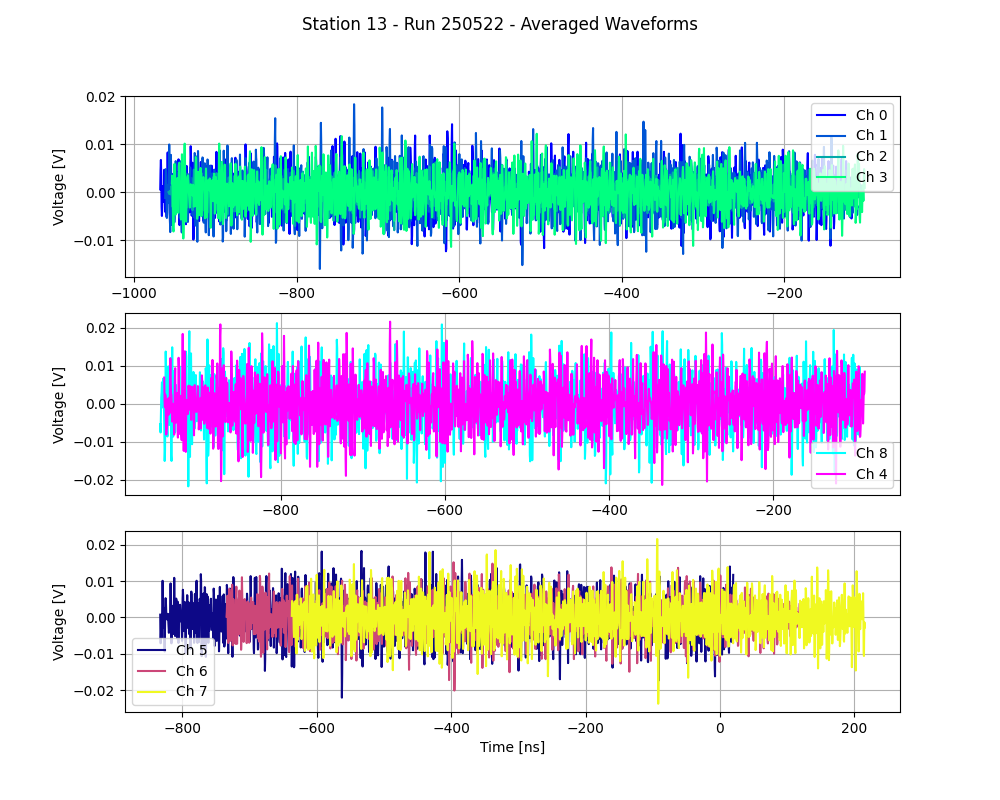 Station 13 - Run 250522 - Averaged Waveforms
0.02
0.01
0.00
−0.01
Voltage [V]
Ch 0
Ch 1
Ch 2
Ch 3
−1000 −800 −600 −400 −200
0.02
0.01
0.00
−0.01
−0.02
Voltage [V]
Ch 8
Ch 4
−800 −600 −400 −200
0.02
0.01
0.00
−0.01
−0.02
Voltage [V]
Ch 5
Ch 6
Ch 7
−800 −600 −400 −200 0 200
Time [ns]